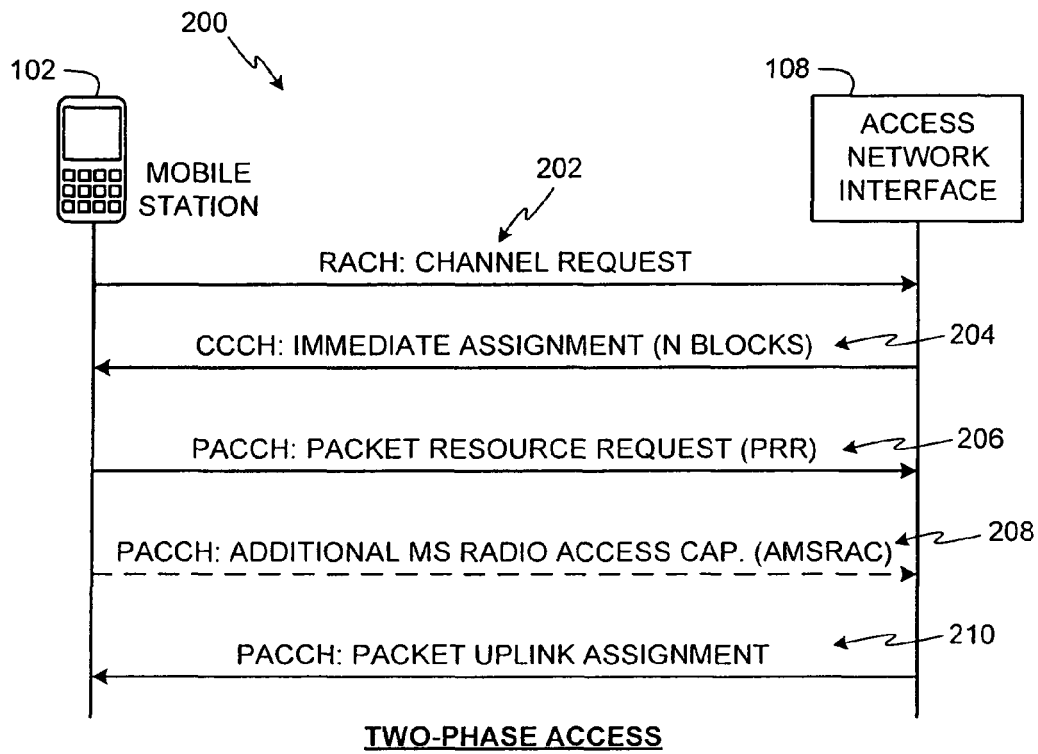 200
102
108
MOBILE
STATION
ACCESS
NETWORK
INTERFACE
202
RACH: CHANNEL REQUEST
CCCH: IMMEDIATE ASSIGNMENT (N BLOCKS)
204
PACCH: PACKET RESOURCE REQUEST (PRR)
206
PACCH: ADDITIONAL MS RADIO ACCESS CAP. (AMSRAC)
208
PACCH: PACKET UPLINK ASSIGNMENT
210
TWO-PHASE ACCESS